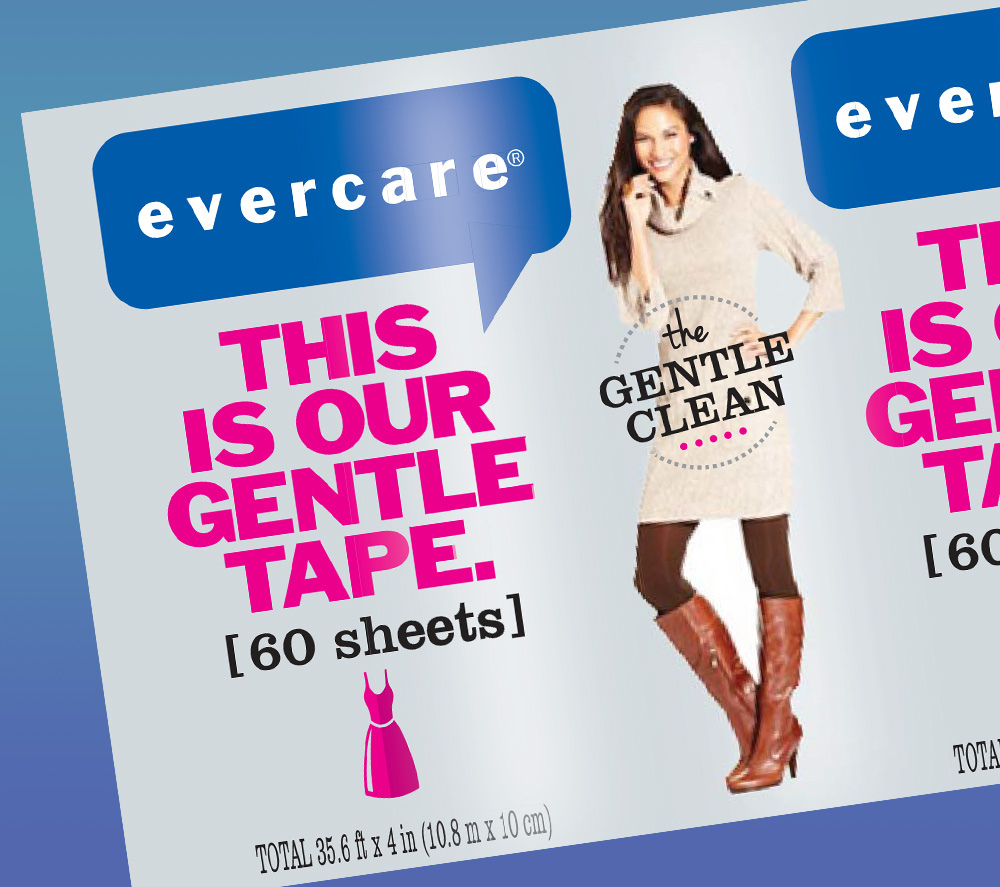 evercare®
THIS
IS OUR
GENTLE
TAPE.
[60 sheets]
TOTAL 35.6 ft x 4 in (10.8 m x 10 cm)
the
GENTLE
CLEAN
ever
TH
IS O
GEN
TA
[60
TOTA